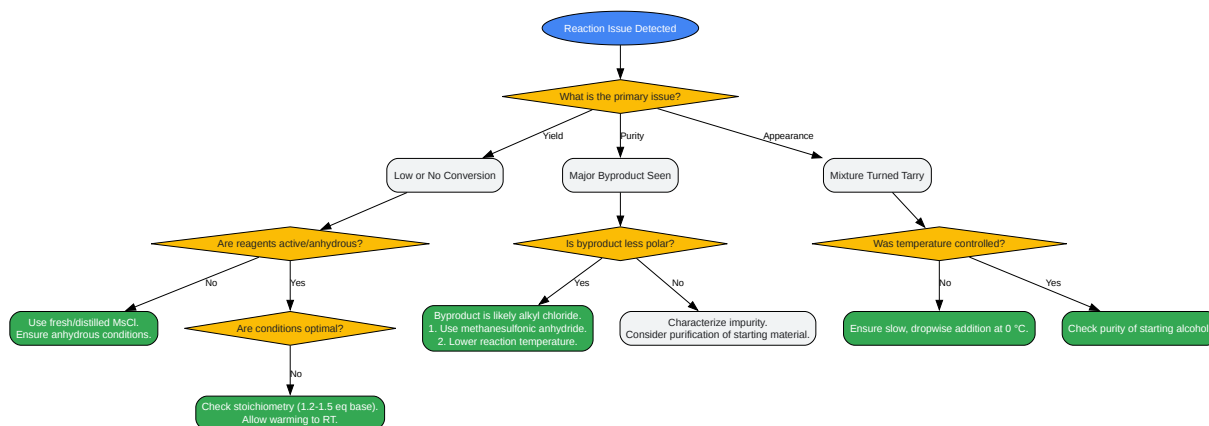 Reaction Issue Detected
What is the primary issue?
Yield
Purity
Appearance
Low or No Conversion
Major Byproduct Seen
Mixture Turned Tarry
Are reagents active/anhydrous?
Is byproduct less polar?
Was temperature controlled?
No
Yes
Yes
No
No
Yes
Use fresh/distilled MsCl.
Ensure anhydrous conditions.
Are conditions optimal?
Byproduct is likely alkyl chloride.
1. Use methanesulfonic anhydride.
2. Lower reaction temperature.
Characterize impurity.
Consider purification of starting material.
Ensure slow, dropwise addition at 0 °C.
Check purity of starting alcohol
No
Check stoichiometry (1.2-1.5 eq base).
Allow warming to RT.